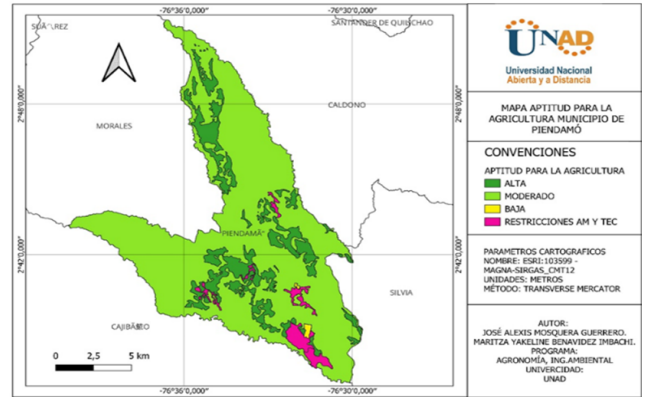 -76°36'0,000"
-76°30'0,000"
SANTANDER DE QUILICHAO
CALDONO
MORALES
2°48'0,000"
2°48'0,000"
PIENDAMÃ"
2°42'0,000"
2°42'0,000"
SILVIA
0 2,5 5 km
-76°36'0,000"
-76°30'0,000"
UNAD
Universidad Nacional
Abierta y a Distancia
MAPA APTITUD PARA LA
AGRICULTURA MUNICIPIO DE
PIENDAMÓ
CONVENCIONES
APTITUD PARA LA AGRICULTURA
ALTA
MODERADO
BAJA
RESTRICCIONES AM Y TEC
PARAMETROS CARTOGRAFICOS
NOMBRE: ESRI:103599 -
MAGNA-SIRGAS_CMT12
UNIDADES: METROS
MÉTODO: TRANSVERSE MERCATOR
AUTOR:
JOSÉ ALEXIS MOSQUERA GUERRERO.
MARITZA YAKELINE BENAVIDEZ IMBACHI.
PROGRAMA:
AGRONOMÍA, ING.AMBIENTAL
UNIVERCIDAD:
UNAD